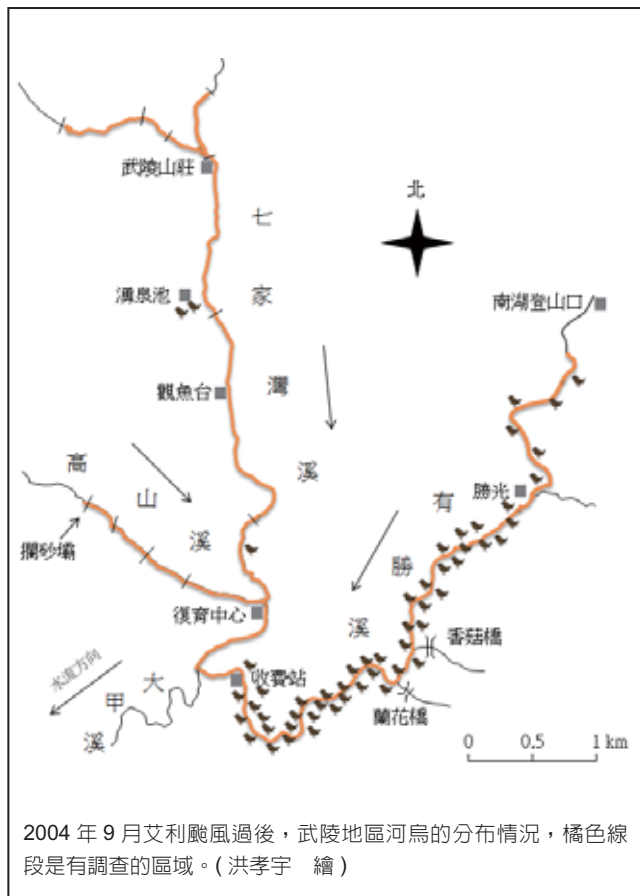 北
武陵山莊
七家灣溪
湧泉池
南湖登山口
觀魚台
高山溪
有勝溪
勝光
攔砂壩
復育中心
香菇橋
水流方向
大甲溪
收費站
蘭花橋
0 0.5 1 km
2004 年 9 月艾利颱風過後,武陵地區河烏的分布情況,橘色線
段是有調查的區域。( 洪孝宇 繪 )